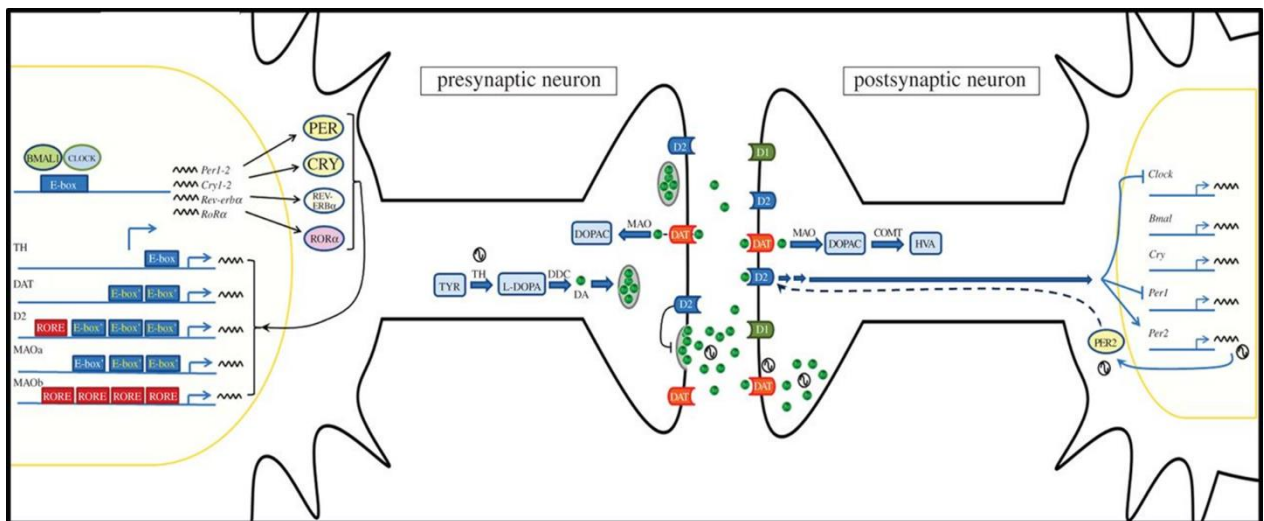 presynaptic neuron
postsynaptic neuron
BMAL1 CLOCK
E-box
Per1-2
Cry1-2
Rev-erbα
RoRα
PER
CRY
REV-
ERBα
RORα
TH
E-box
DAT
E-box' E-box'
D2
RORE E-box' E-box' E-box'
MAOa
E-box' E-box' E-box'
MAOb
RORE RORE RORE RORE
DOPAC
MAO
DAT
TYR
TH
L-DOPA
DDC
DA
D2
D2
DAT
D1
D2
DAT
MAO
DOPAC
COMT
HVA
D2
D1
DAT
PER2
Clock
Bmal
Cry
Per1
Per2